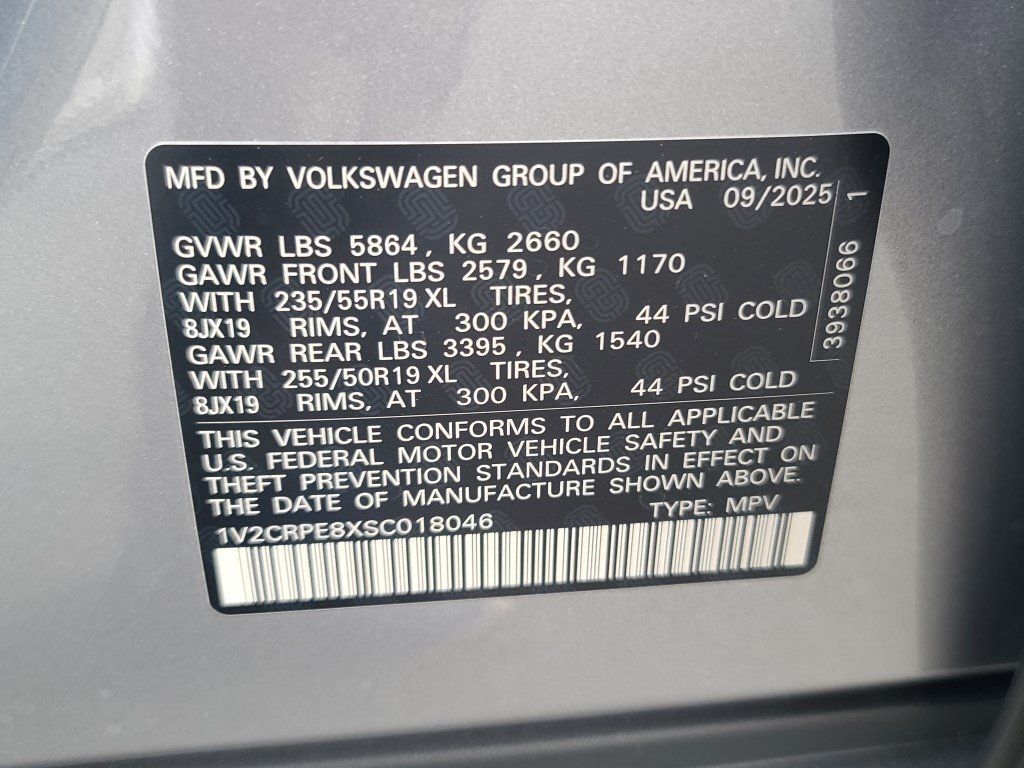 MFD BY VOLKSWAGEN GROUP OF AMERICA, INC.
USA 09/2025
GVWR LBS 5864, KG 2660
GAWR FRONT LBS 2579, KG 1170
WITH 235/55R19 XL TIRES,
8JX19 RIMS, AT 300 KPA, 44 PSI COLD
GAWR REAR LBS 3395, KG 1540
WITH 255/50R19 XL TIRES,
8JX19 RIMS, AT 300 KPA, 44 PSI COLD
3938066 1
THIS VEHICLE CONFORMS TO ALL APPLICABLE
U.S. FEDERAL MOTOR VEHICLE SAFETY AND
THEFT PREVENTION STANDARDS IN EFFECT ON
THE DATE OF MANUFACTURE SHOWN ABOVE.
1V2CRPE8XSC018046 TYPE: MPV